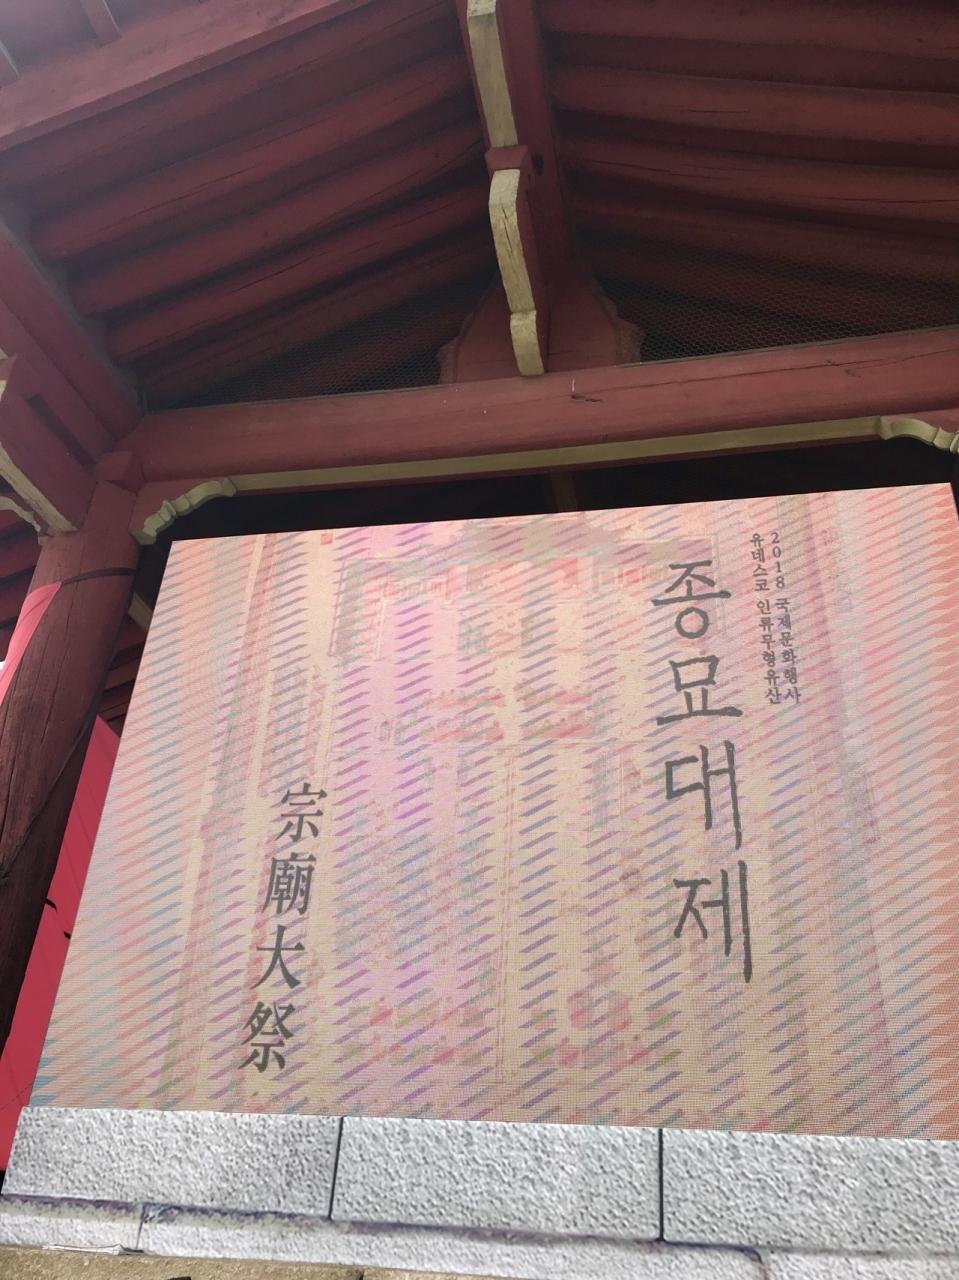 2018 국제문화행사
유네스코 인류무형유산
종묘대제
宗廟大祭